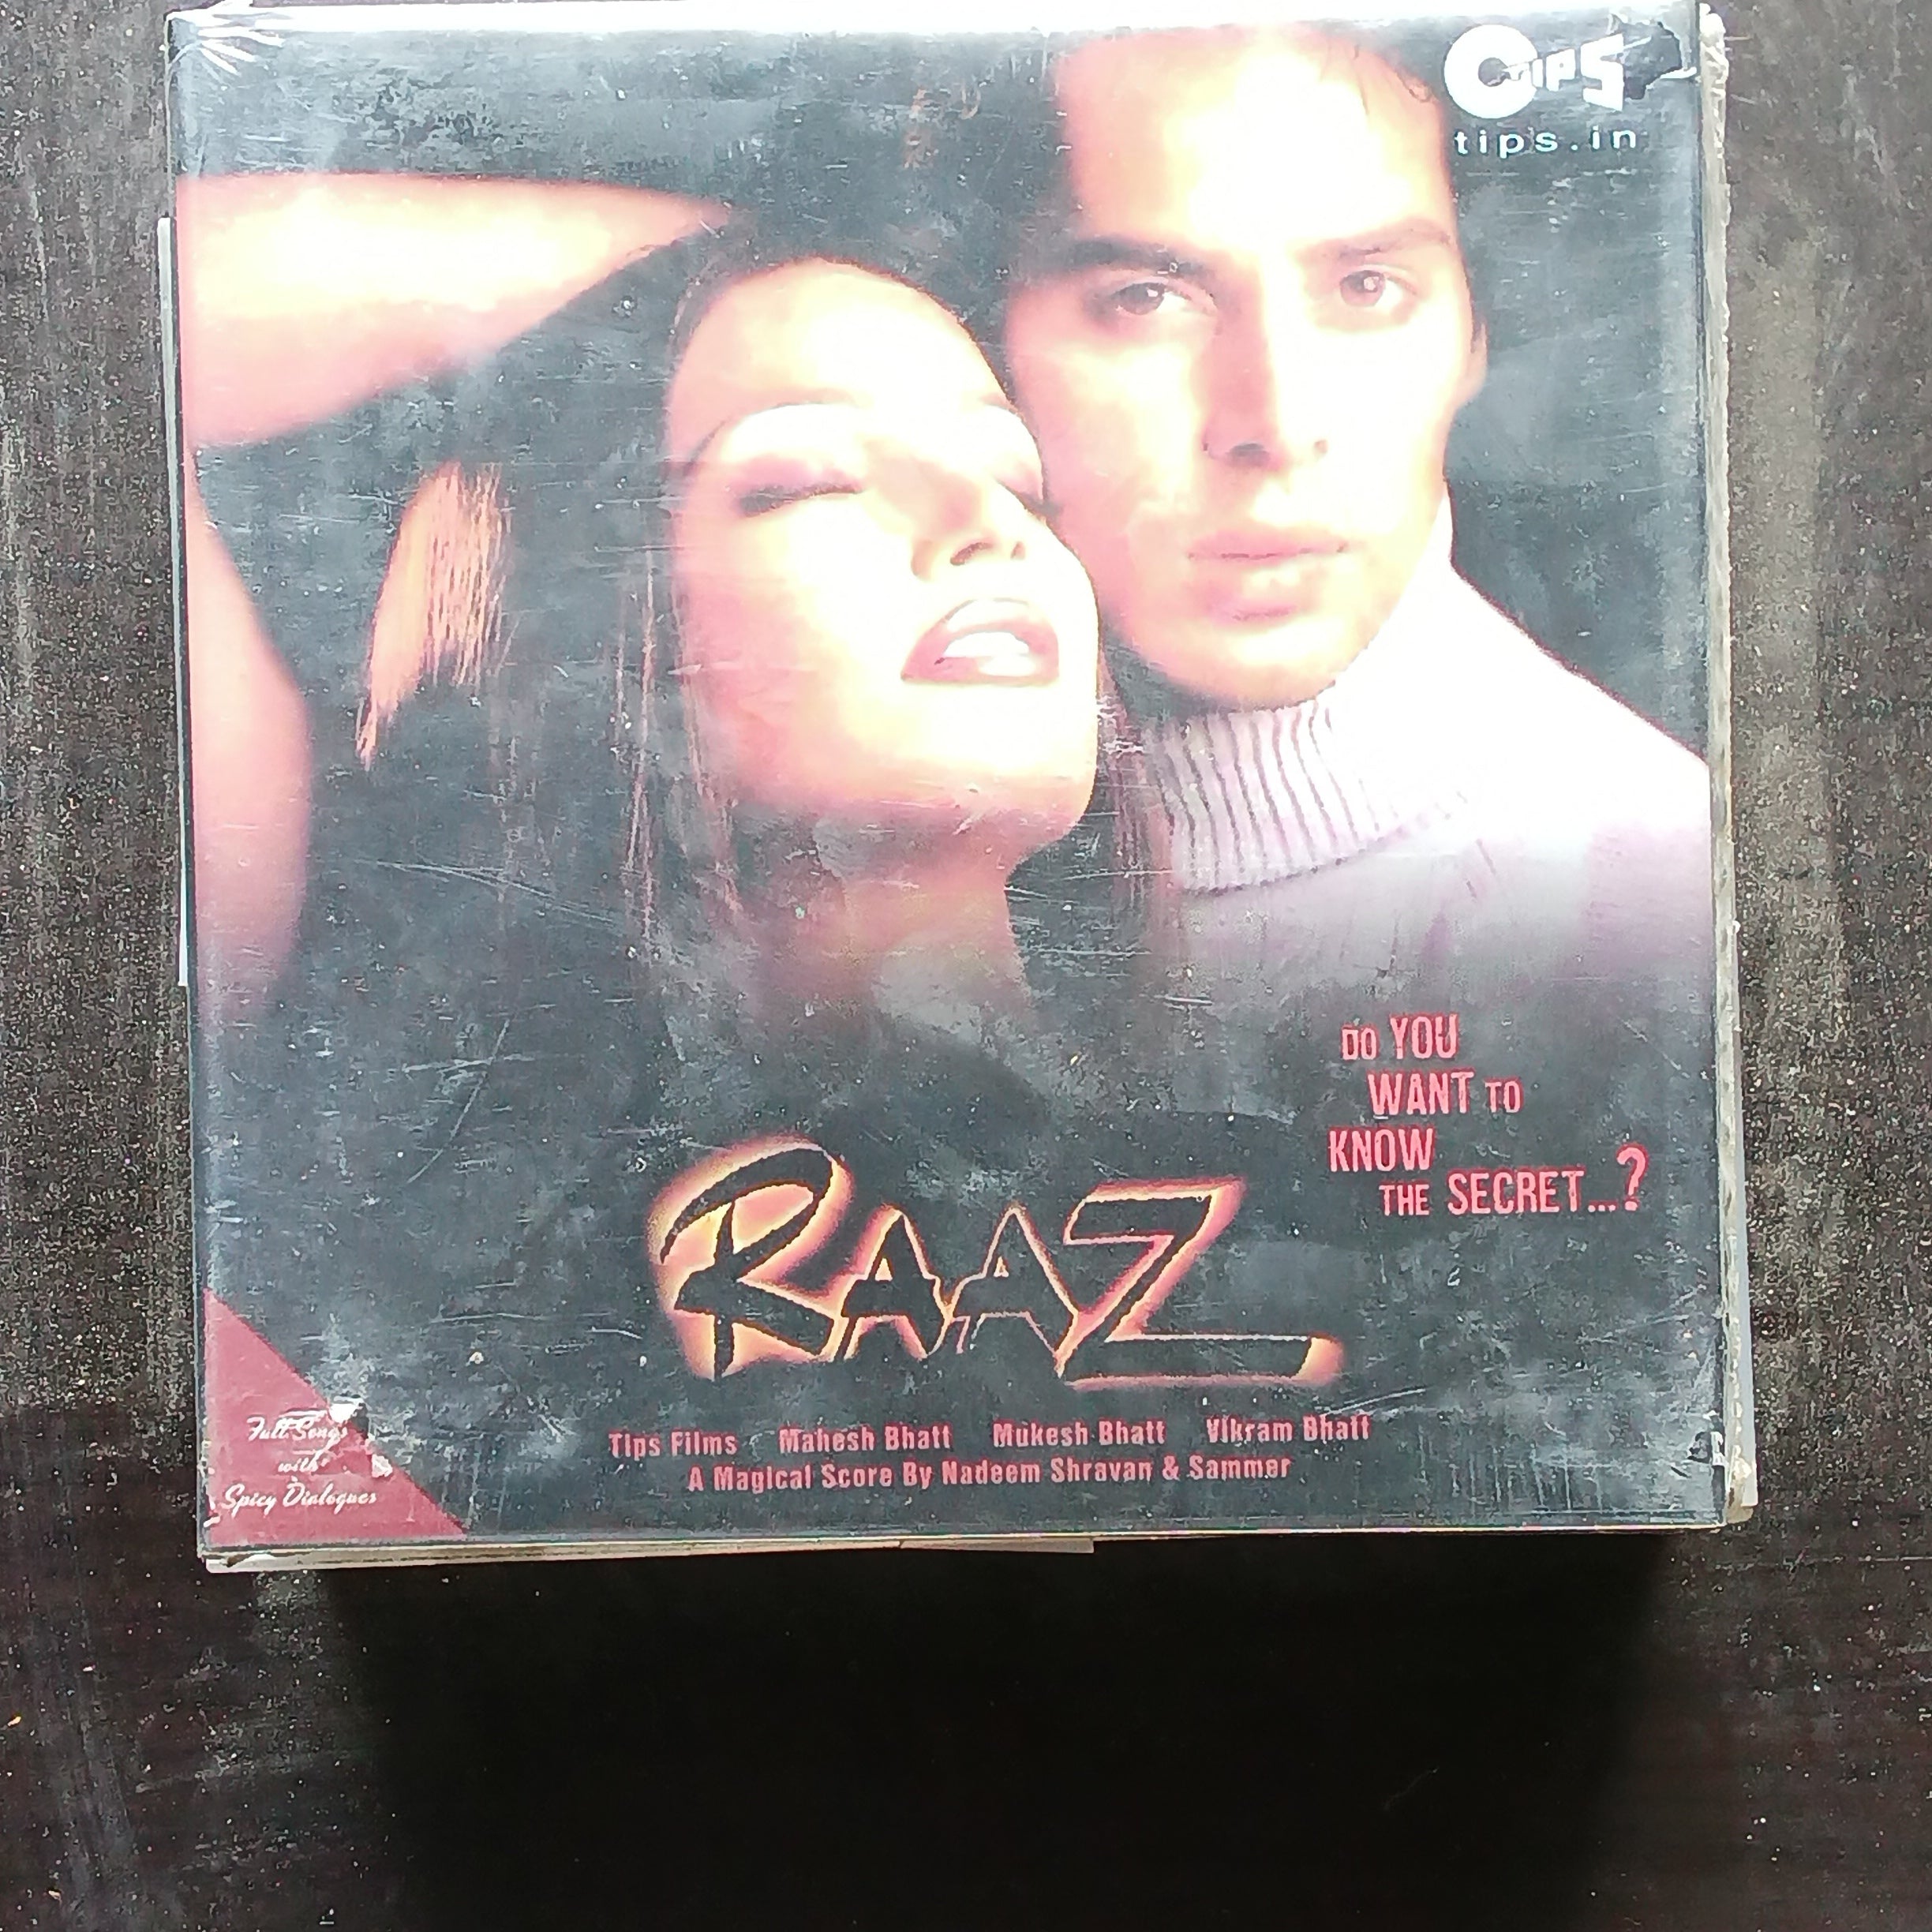 TIPS
tips.in
DO YOU
WANT TO
KNOW
THE SECRET...?
RAAZ
Full Songs
with
Spicy Dialogues
Tips Films Mahesh Bhatt Mukesh Bhatt Vikram Bhatt
A Magical Score By Nadeem Shravan & Sammer